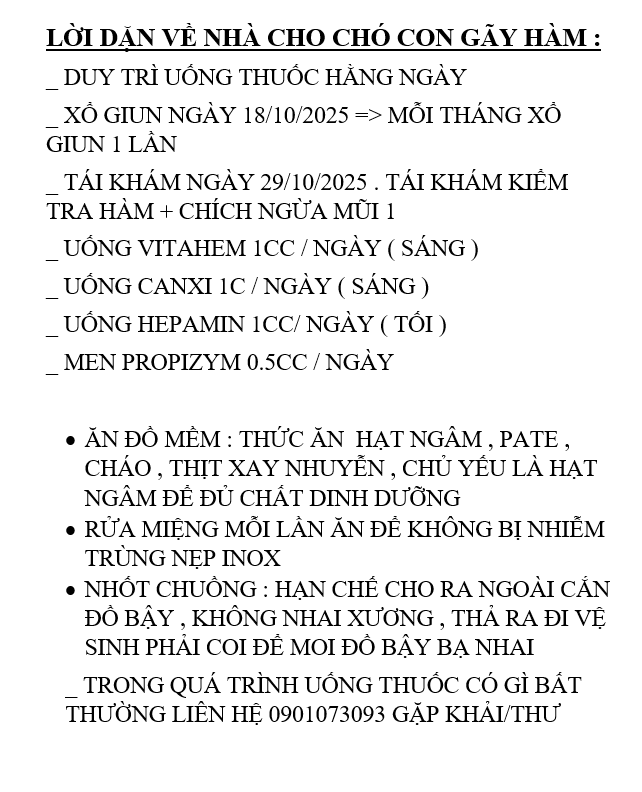 LỜI DẶN VỀ NHÀ CHO CHÓ CON GÃY HÀM :
_ DUY TRÌ UỐNG THUỐC HẰNG NGÀY
_ XỔ GIUN NGÀY 18/10/2025 => MỖI THÁNG XỔ
GIUN 1 LẦN
_ TÁI KHÁM NGÀY 29/10/2025 . TÁI KHÁM KIỂM
TRA HÀM + CHÍCH NGỪA MŨI 1
_ UỐNG VITAHEM 1CC / NGÀY ( SÁNG )
_ UỐNG CANXI 1C / NGÀY ( SÁNG )
_ UỐNG HEPAMIN 1CC/ NGÀY ( TỐI )
_ MEN PROPIZYM 0.5CC / NGÀY
• ĂN ĐỒ MỀM : THỨC ĂN  HẠT NGÂM , PATE ,
CHÁO , THỊT XAY NHUYỄN , CHỦ YẾU LÀ HẠT
NGÂM ĐỂ ĐỦ CHẤT DINH DƯỠNG
• RỬA MIỆNG MỖI LẦN ĂN ĐỂ KHÔNG BỊ NHIỄM
TRÙNG NẸP INOX
• NHỐT CHUỒNG : HẠN CHẾ CHO RA NGOÀI CẮN
ĐỒ BẬY , KHÔNG NHAI XƯƠNG , THẢ RA ĐI VỆ
SINH PHẢI COI ĐỂ MOI ĐỒ BẬY BẠ NHAI
_ TRONG QUÁ TRÌNH UỐNG THUỐC CÓ GÌ BẤT
THƯỜNG LIÊN HỆ 0901073093 GẶP KHẢI/THƯ